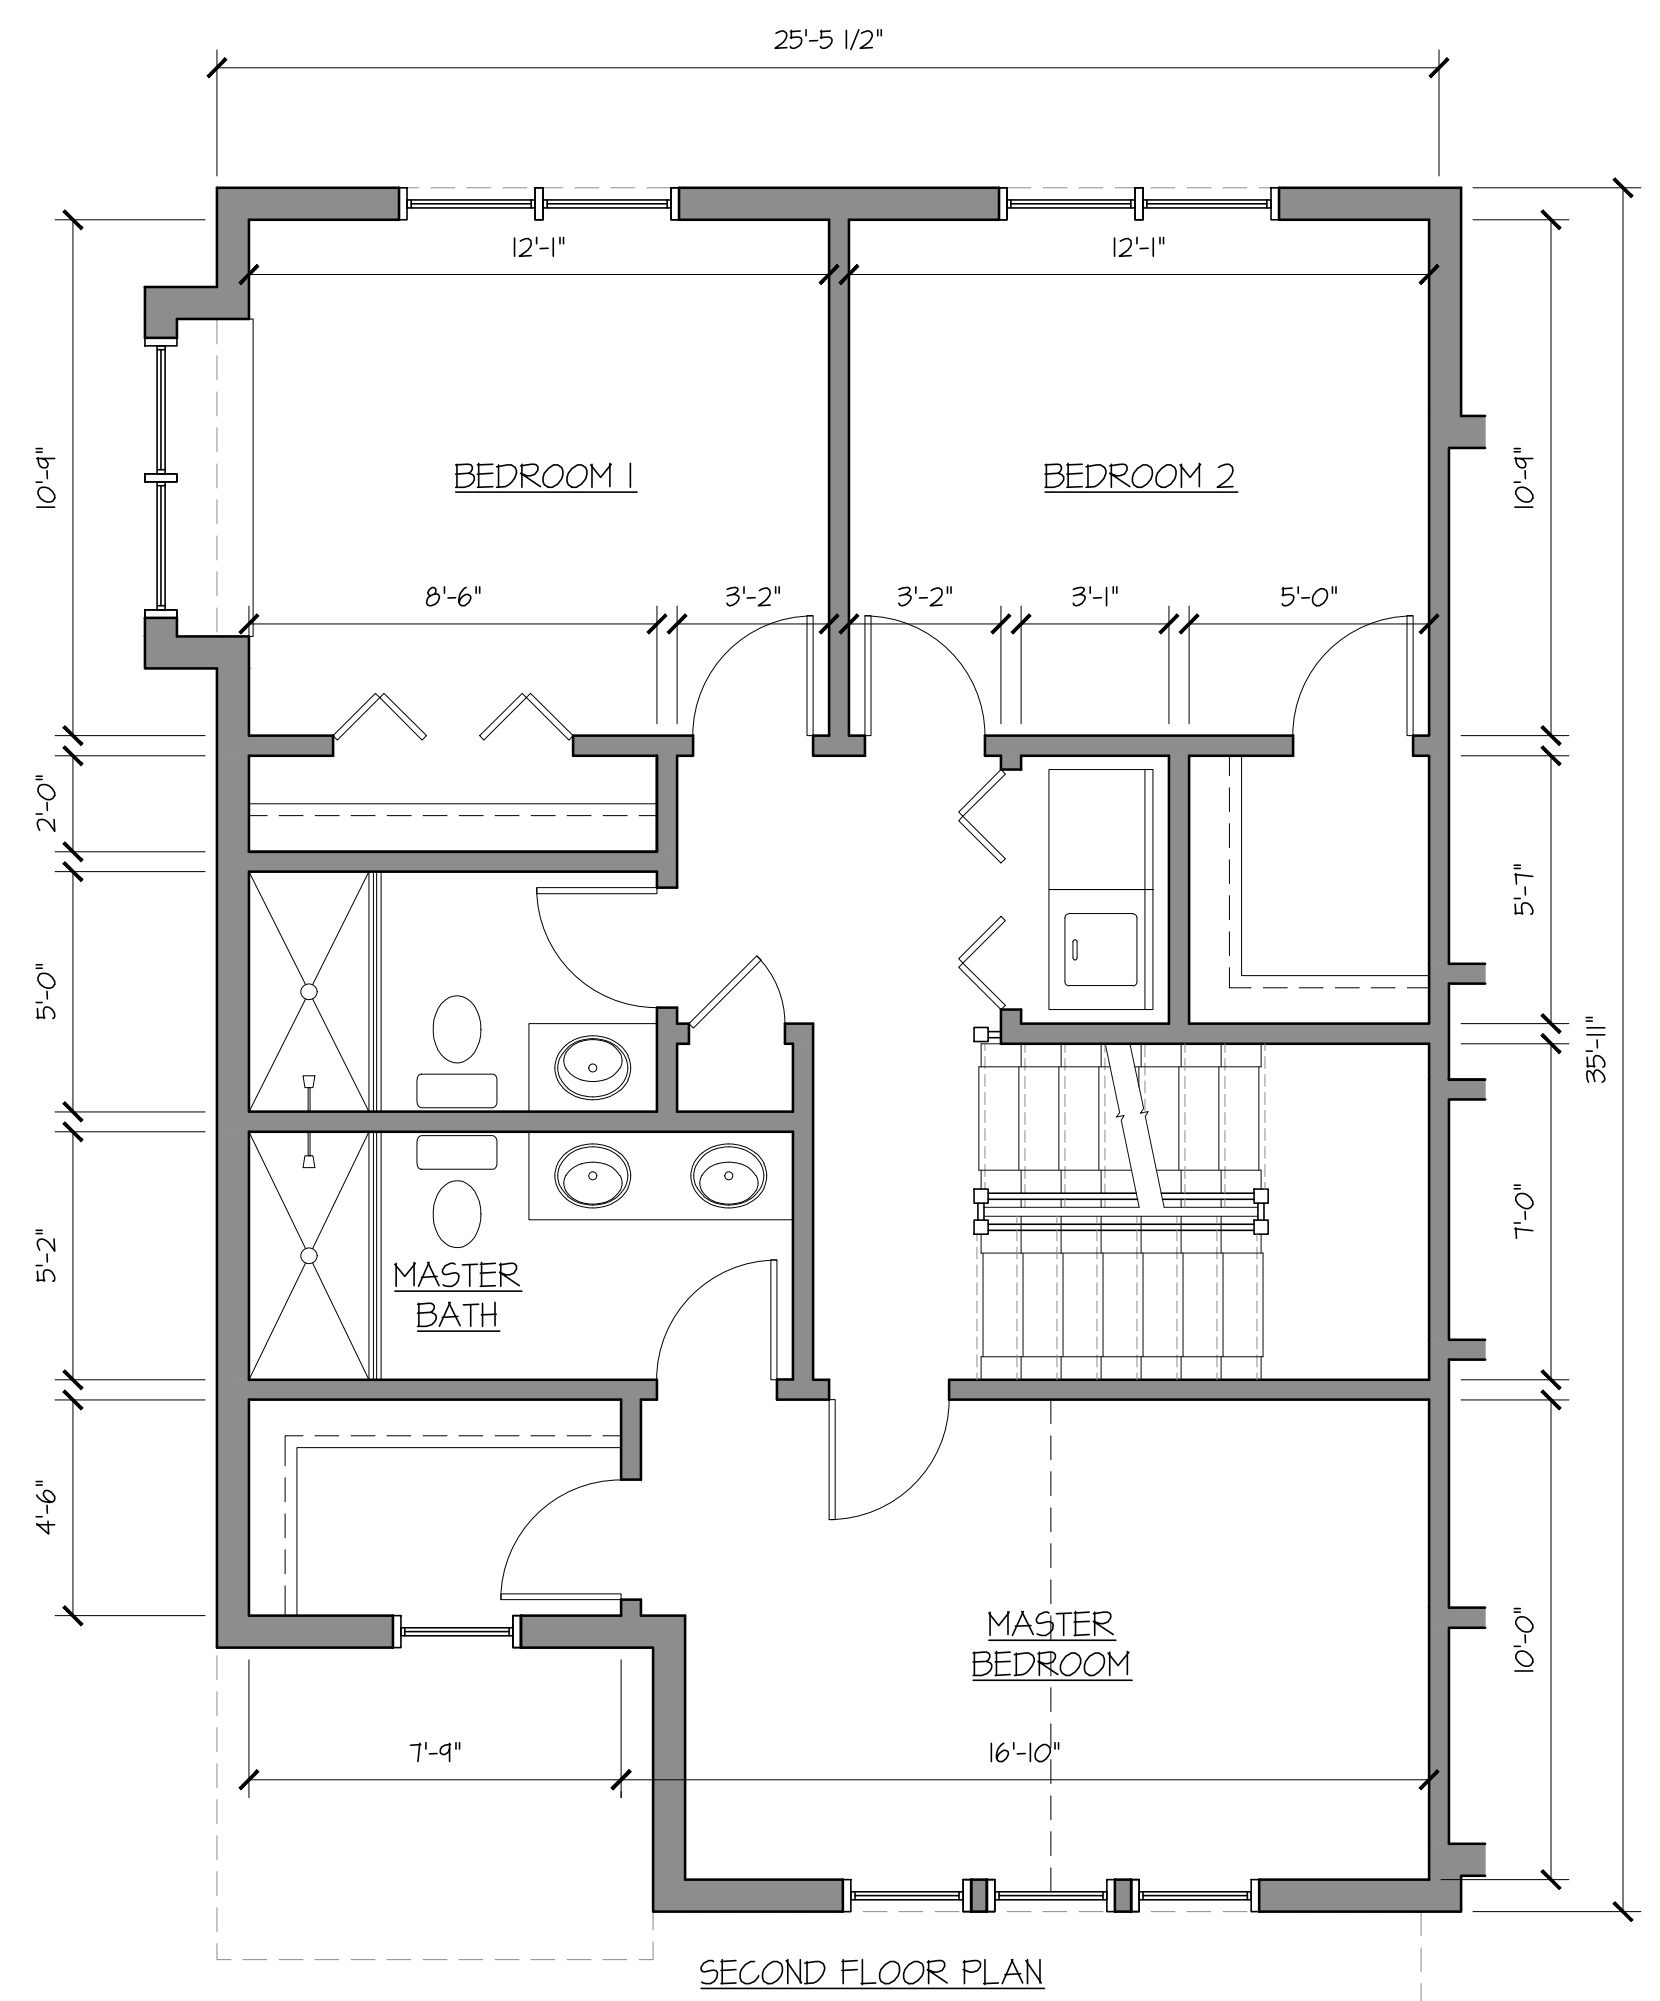 25'-5 1/2"
12'-1"
12'-1"
10'-9"
BEDROOM 1
BEDROOM 2
10'-9"
8'-6"
3'-2"
3'-2"
3'-1"
5'-0"
2'-0"
5'-7"
5'-0"
35'-11"
5'-2"
7'-0"
MASTER
BATH
4'-6"
MASTER
BEDROOM
10'-0"
7'-9"
16'-10"
SECOND FLOOR PLAN